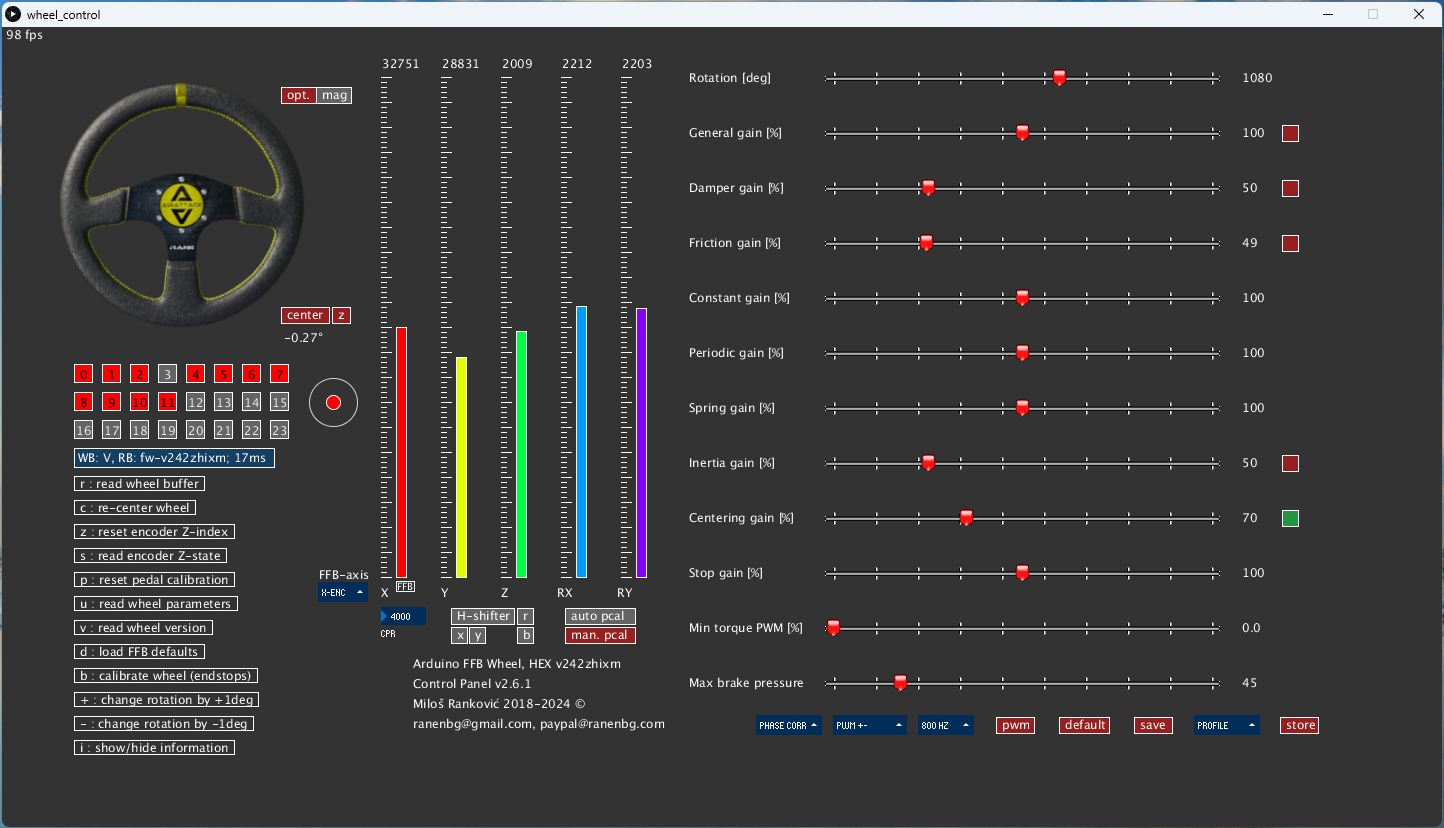 wheel_control
98 fps
32751 28831 2009 2212 2203
opt. mag
AIRATTACK
RANE
center z
-0.27°
0 1 2 3 4 5 6 7
8 9 10 11 12 13 14 15
16 17 18 19 20 21 22 23
WB: V, RB: fw-v242zhixm; 17ms
r : read wheel buffer
c : re-center wheel
z : reset encoder Z-index
s : read encoder Z-state
p : reset pedal calibration
u : read wheel parameters
v : read wheel version
d : load FFB defaults
b : calibrate wheel (endstops)
+ : change rotation by +1deg
- : change rotation by -1deg
i : show/hide information
FFB-axis
X-ENC
X FFB Y Z RX RY
4000
CPR
H-shifter r
x y b
auto pcal
man. pcal
Arduino FFB Wheel, HEX v242zhixm
Control Panel v2.6.1
Miloš Ranković 2018-2024 ©
ranenbg@gmail.com, paypal@ranenbg.com
Rotation [deg] 1080
General gain [%] 100
Damper gain [%] 50
Friction gain [%] 49
Constant gain [%] 100
Periodic gain [%] 100
Spring gain [%] 100
Inertia gain [%] 50
Centering gain [%] 70
Stop gain [%] 100
Min torque PWM [%] 0.0
Max brake pressure 45
PHASE CORR PWM +- 800 HZ pwm default save PROFILE store